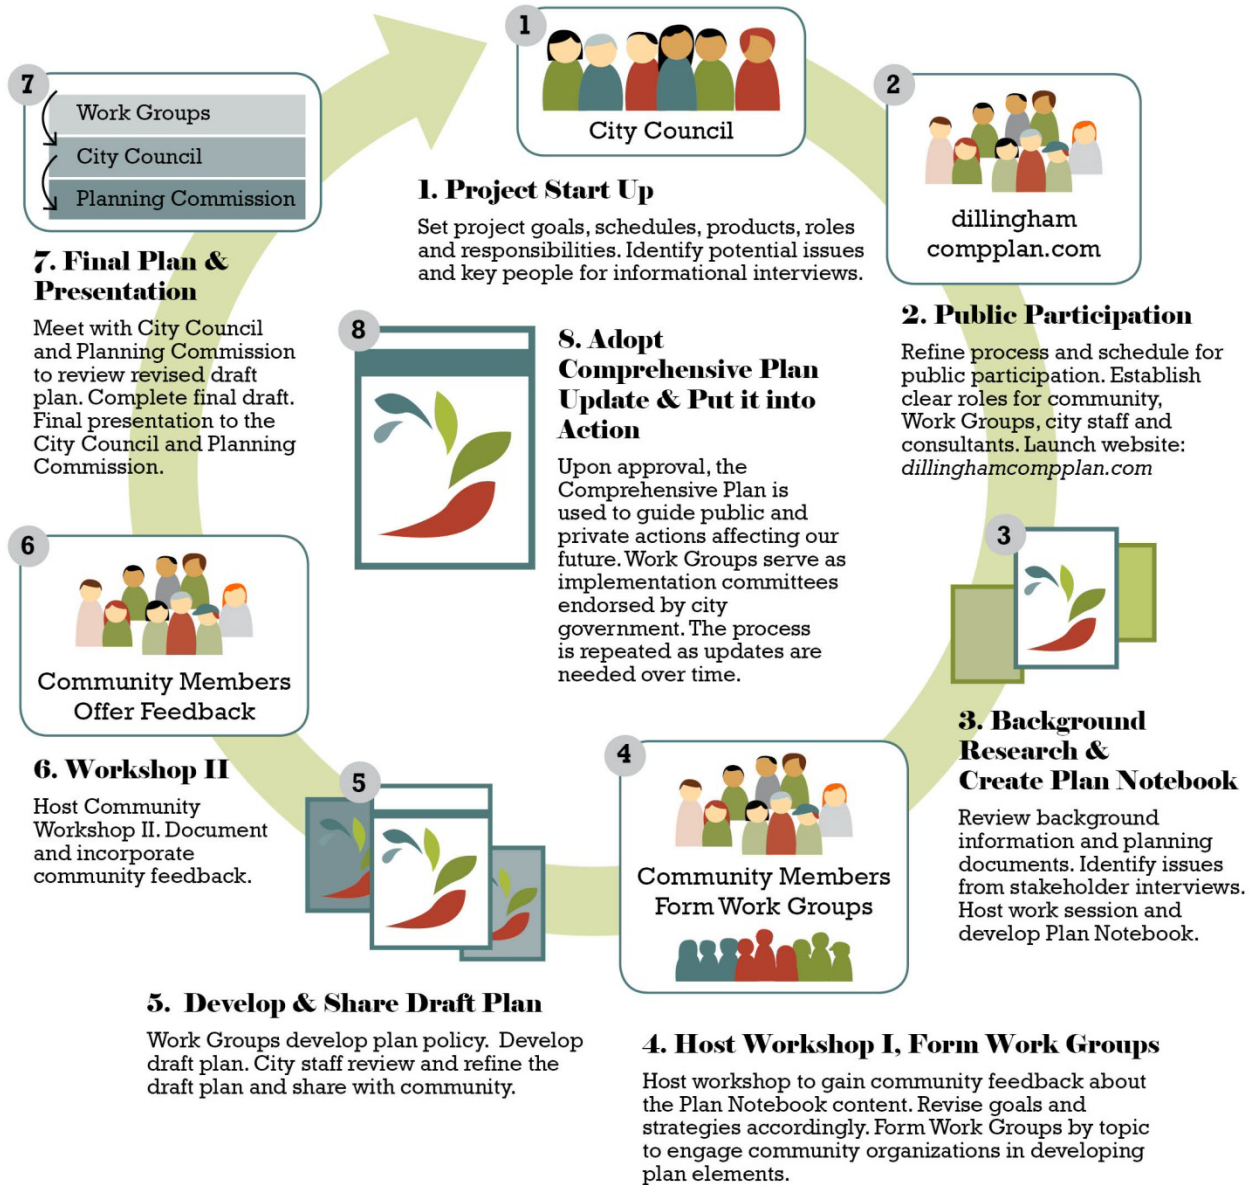 1
City Council
1. Project Start Up
Set project goals, schedules, products, roles
and responsibilities. Identify potential issues
and key people for informational interviews.
2
dillingham
compplan.com
2. Public Participation
Refine process and schedule for
public participation. Establish
clear roles for community,
Work Groups, city staff and
consultants. Launch website:
dillinghamcompplan.com
3
3. Background
Research &
Create Plan Notebook
Review background
information and planning
documents. Identify issues
from stakeholder interviews.
Host work session and
develop Plan Notebook.
4
Community Members
Form Work Groups
4. Host Workshop I, Form Work Groups
Host workshop to gain community feedback about
the Plan Notebook content. Revise goals and
strategies accordingly. Form Work Groups by topic
to engage community organizations in developing
plan elements.
5
5. Develop & Share Draft Plan
Work Groups develop plan policy. Develop
draft plan. City staff review and refine the
draft plan and share with community.
6
Community Members
Offer Feedback
6. Workshop II
Host Community
Workshop II. Document
and incorporate
community feedback.
7
Work Groups
City Council
Planning Commission
7. Final Plan &
Presentation
Meet with City Council
and Planning Commission
to review revised draft
plan. Complete final draft.
Final presentation to the
City Council and Planning
Commission.
8
8. Adopt
Comprehensive Plan
Update & Put it into
Action
Upon approval, the
Comprehensive Plan is
used to guide public and
private actions affecting our
future. Work Groups serve as
implementation committees
endorsed by city
government. The process
is repeated as updates are
needed over time.